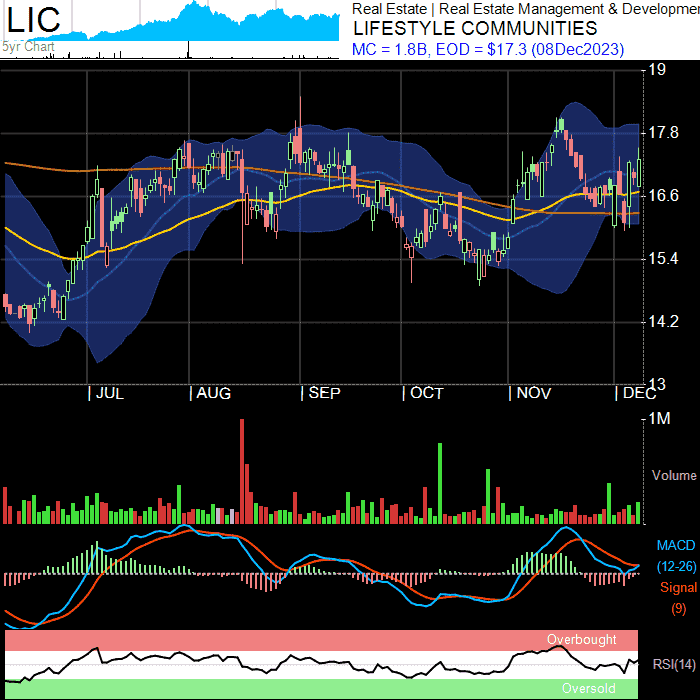 LIC
5yr Chart
Real Estate | Real Estate Management & Developmen
LIFESTYLE COMMUNITIES
MC = 1.8B, EOD = $17.3 (08Dec2023)
19
17.8
16.6
15.4
14.2
13
| JUL | AUG | SEP | OCT | NOV | DEC
1M
Volume
MACD
(12-26)
Signal
(9)
Overbought
RSI(14)
Oversold